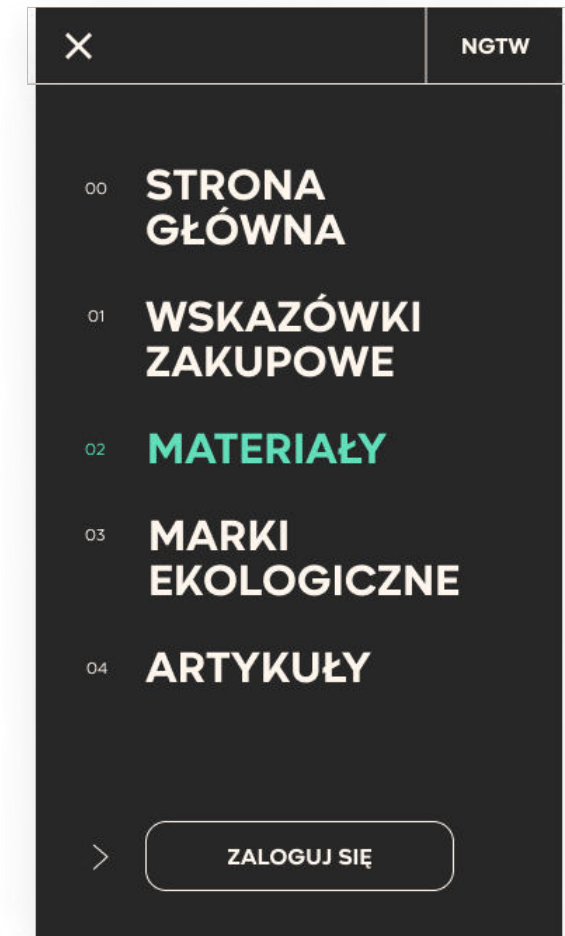 NGTW
00 STRONA
GŁÓWNA
01 WSKAZÓWKI
ZAKUPOWE
02 MATERIAŁY
03 MARKI
EKOLOGICZNE
04 ARTYKUŁY
ZALOGUJ SIĘ